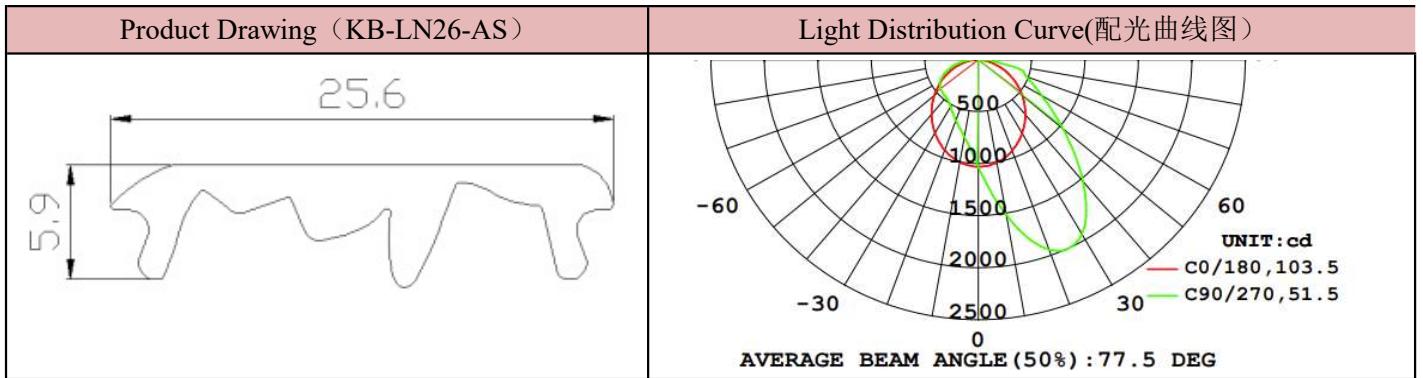 Product Drawing（KB-LN26-AS）
Light Distribution Curve(配光曲线图）
25.6
5.9
500
1000
1500
2000
2500
-60
60
-30
30
0
UNIT:cd
C0/180,103.5
C90/270,51.5
AVERAGE BEAM ANGLE(50%):77.5 DEG